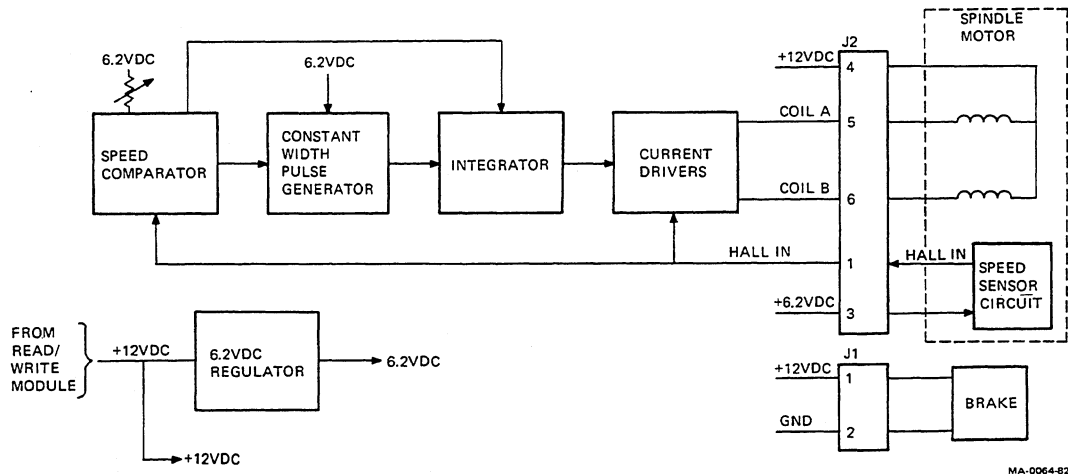 SPINDLE
MOTOR
J2
6.2VDC
6.2VDC
+12VDC
4
SPEED
COMPARATOR
CONSTANT
WIDTH
PULSE
GENERATOR
INTEGRATOR
CURRENT
DRIVERS
COIL A
5
COIL B
6
HALL IN
1
HALL IN
SPEED
SENSOR
CIRCUIT
+6.2VDC
3
FROM
READ/
WRITE
MODULE
+12VDC
6.2VDC
REGULATOR
6.2VDC
+12VDC
J1
+12VDC
1
GND
2
BRAKE
MA-0064-82